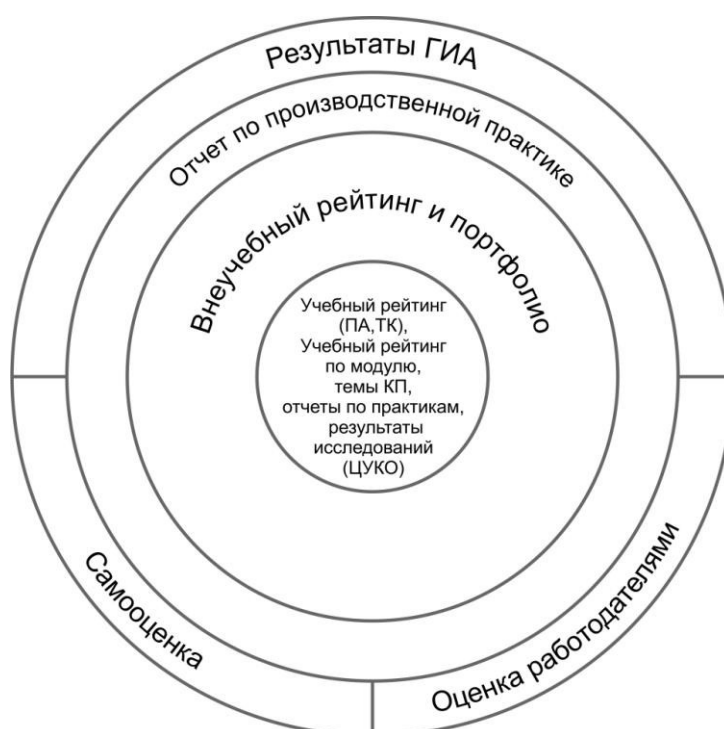 Результаты ГИА
Отчет по производственной практике
Внеучебный рейтинг и портфолио
Учебный рейтинг
(ПА,ТК),
Учебный рейтинг
по модулю,
темы КП,
отчеты по практикам,
результаты
исследований
(ЦУКО)
Самооценка
Оценка работодателями